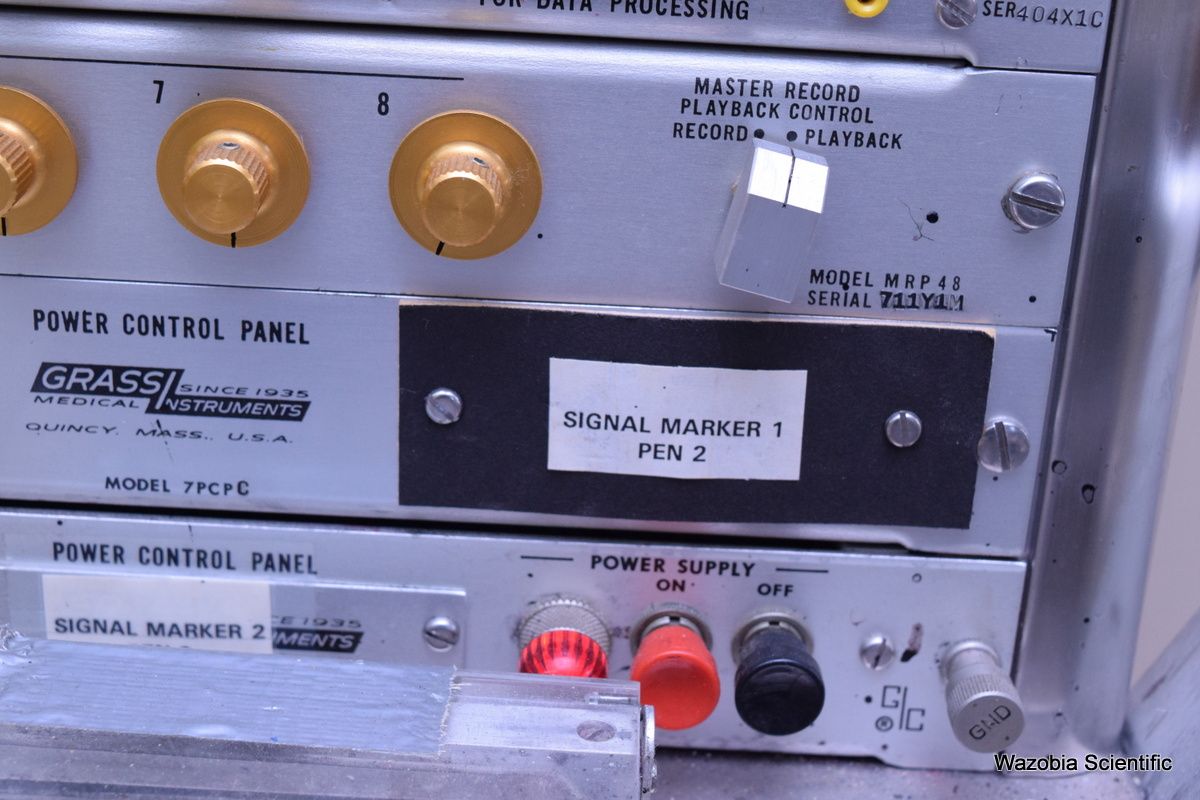 FOR DATA PROCESSING
SER404X1C
7
8
MASTER RECORD
PLAYBACK CONTROL
RECORD PLAYBACK
MODEL MRP 48
SERIAL 711Y1M
POWER CONTROL PANEL
GRASS SINCE 1935
MEDICAL INSTRUMENTS
QUINCY, MASS., U.S.A.
MODEL 7PCPC
SIGNAL MARKER 1
PEN 2
POWER CONTROL PANEL
SIGNAL MARKER 2
POWER SUPPLY
ON
OFF
G/C
®
GND
Wazobia Scientific